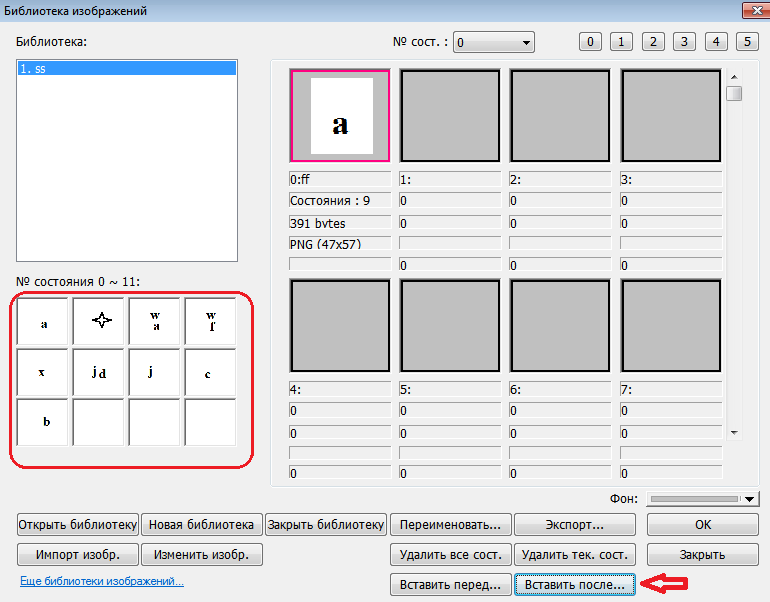 Библиотека изображений
Библиотека:
№ сост. : 0 0 1 2 3 4 5
1. ss
a
0:ff 1: 2: 3:
Состояния : 9 0 0 0
391 bytes 0 0 0
PNG (47x57)
0 0 0
№ состояния 0 ~ 11:
a w a w f
x j d j c
b
4: 5: 6: 7:
0 0 0 0
0 0 0 0
0 0 0 0
Фон:
Открыть библиотеку Новая библиотека Закрыть библиотеку Переименовать... Экспорт... OK
Импорт изобр. Изменить изобр. Удалить все сост. Удалить тек. сост. Закрыть
Еще библиотеки изображений... Вставить перед... Вставить после...